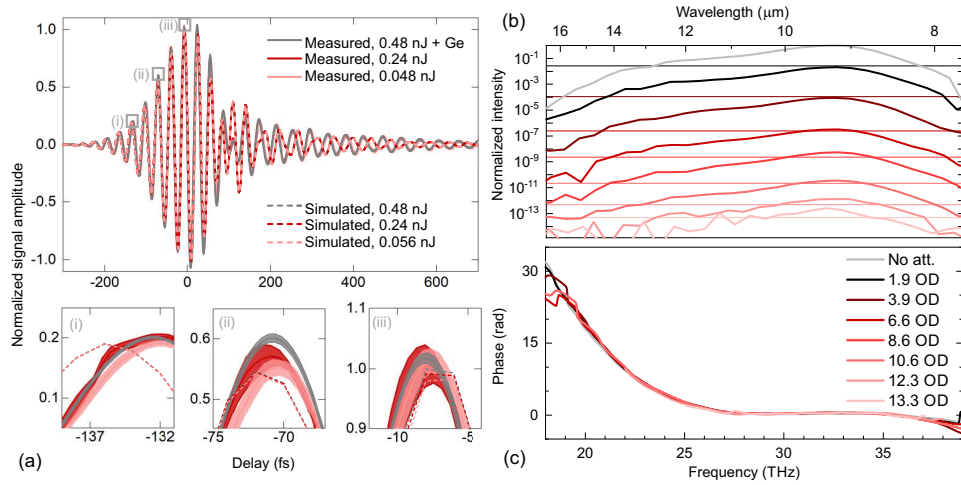 (iii)
(ii)
(i)
Measured, 0.48 nJ + Ge
Measured, 0.24 nJ
Measured, 0.048 nJ
Simulated, 0.48 nJ
Simulated, 0.24 nJ
Simulated, 0.056 nJ
Normalized signal amplitude
1.0
0.5
0.0
-0.5
-1.0
-200 0 200 400 600
(i)
0.2
0.1
-137 -132
(ii)
0.6
0.5
-75 -70
(iii)
1.1
1.0
0.9
-10 -5
Delay (fs)
(a)
(b)
Wavelength (μm)
16 14 12 11 10 9 8
Normalized intensity
10-1
10-3
10-5
10-7
10-9
10-11
10-13
Phase (rad)
30
15
0
No att.
1.9 OD
3.9 OD
6.6 OD
8.6 OD
10.6 OD
12.3 OD
13.3 OD
20 25 30 35
(c)
Frequency (THz)